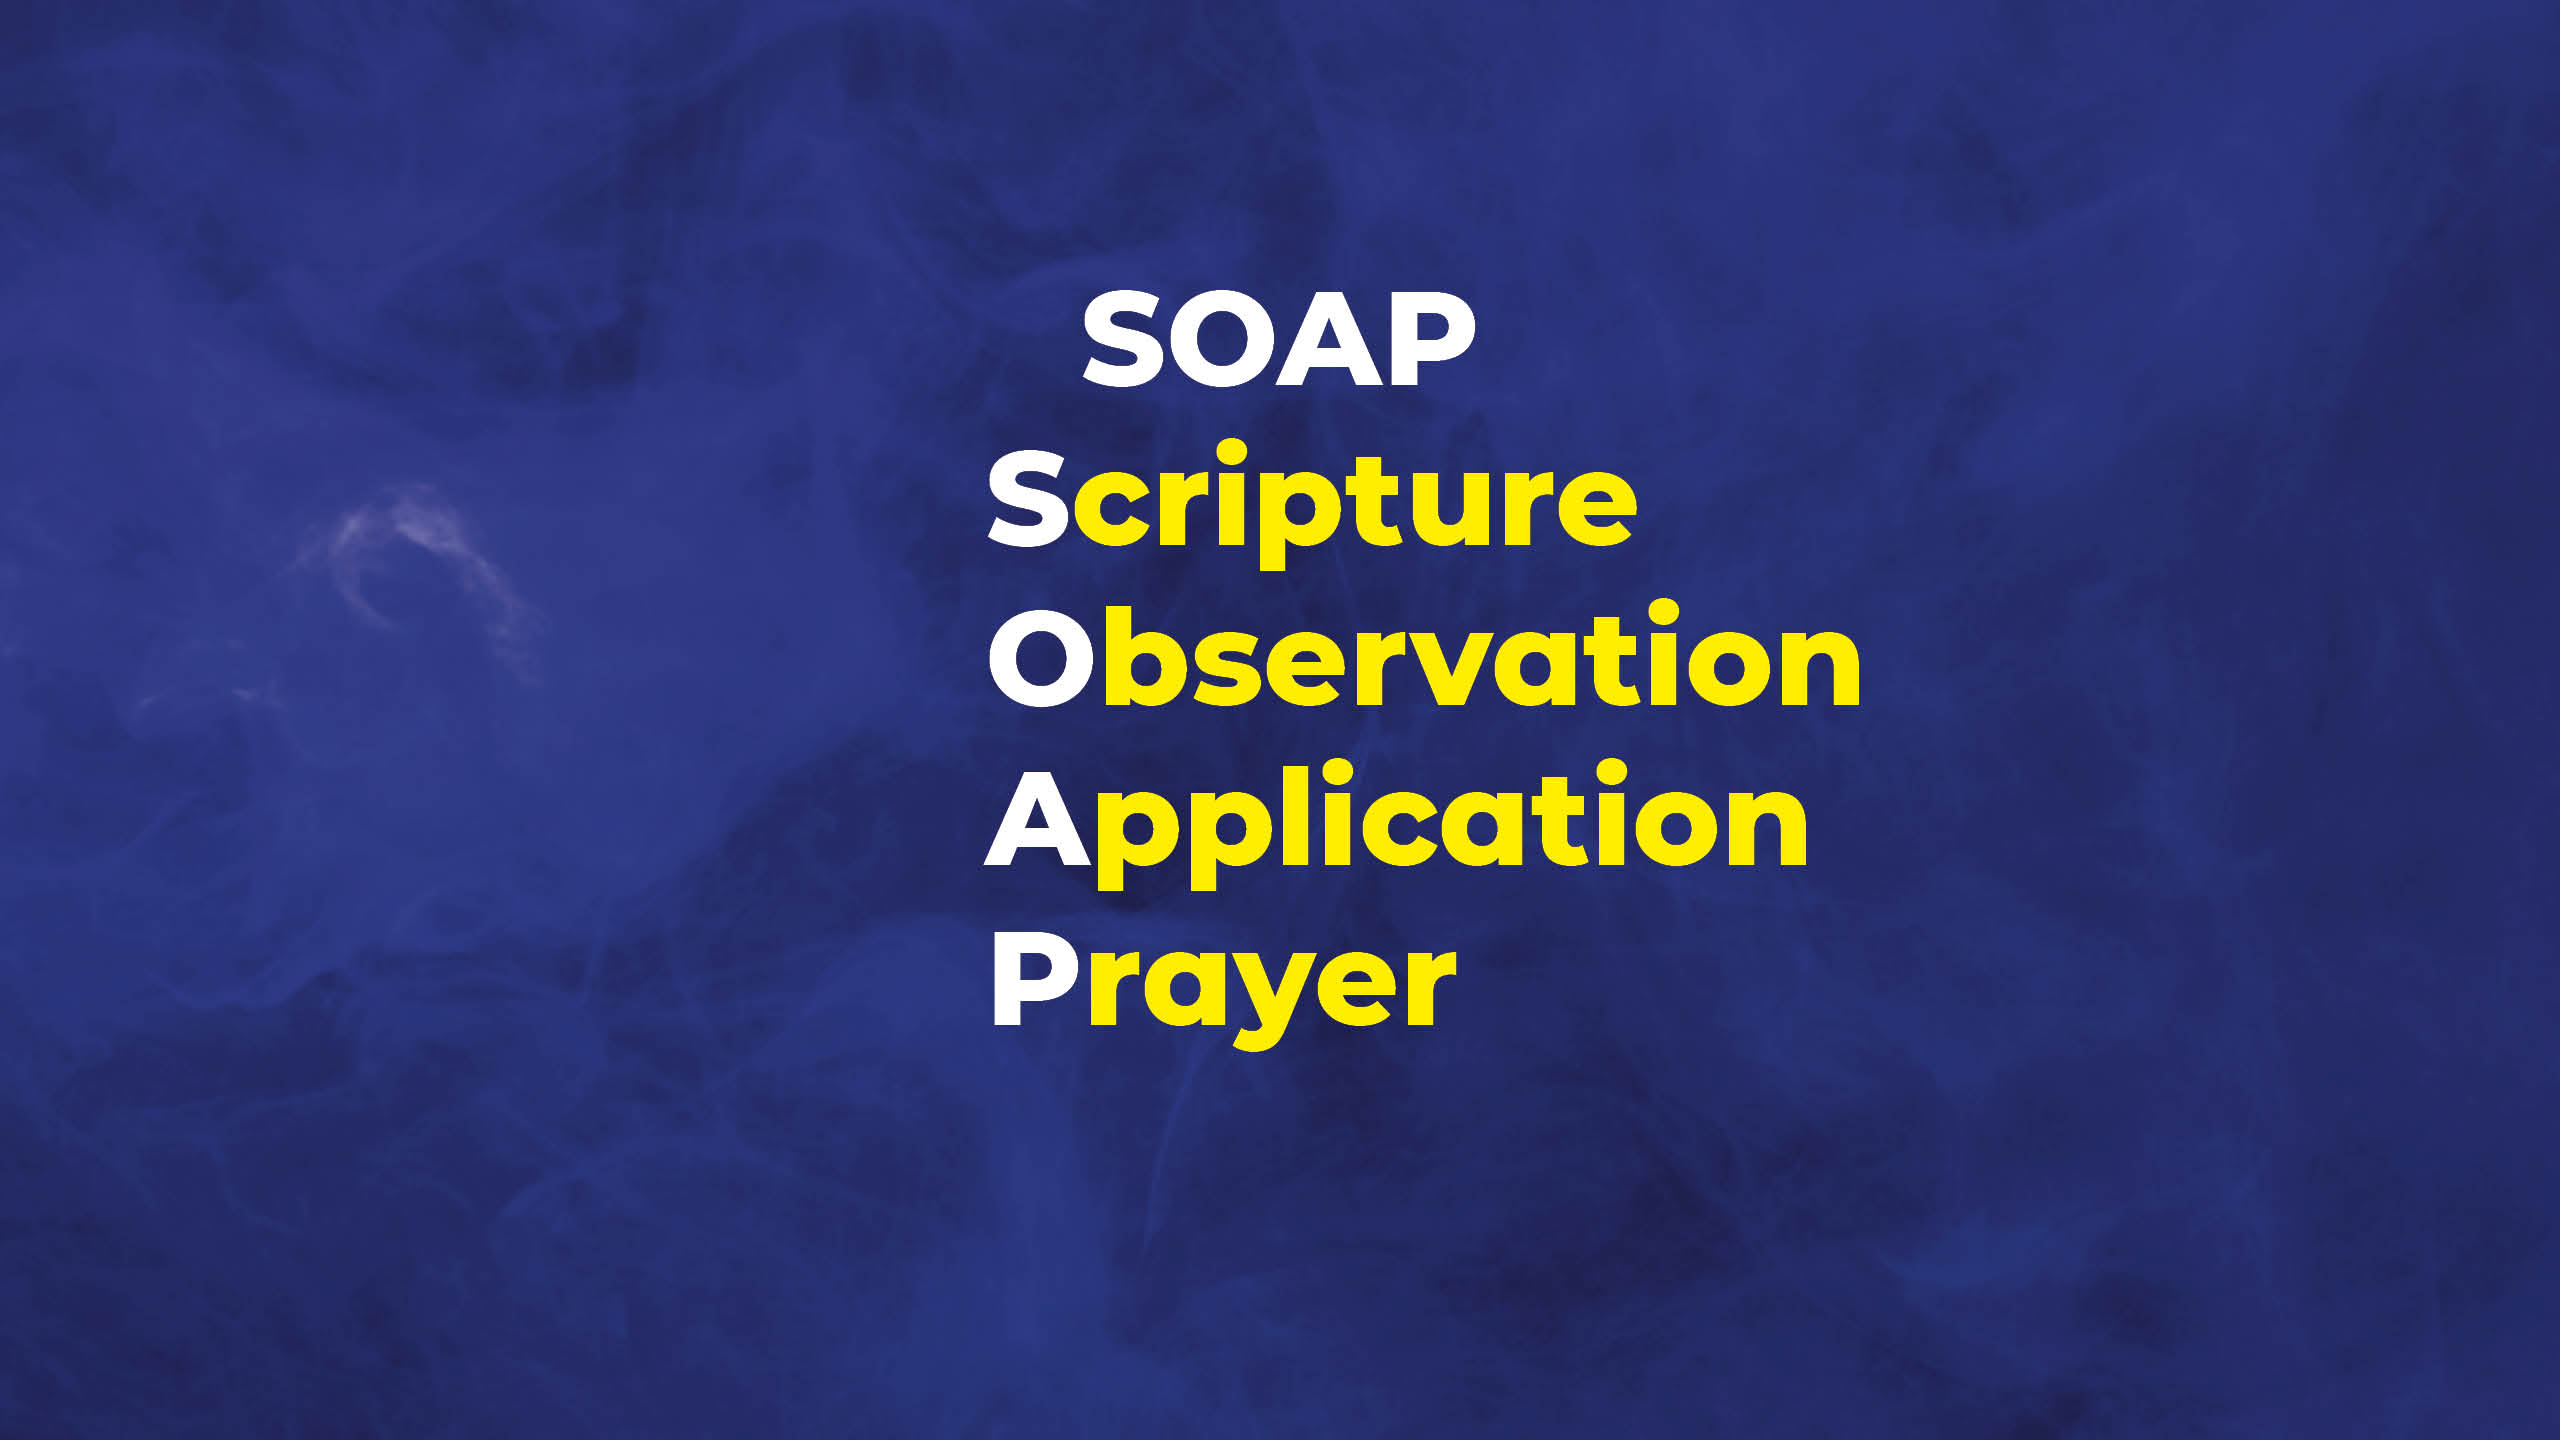 SOAP
Scripture
Observation
Application
Prayer